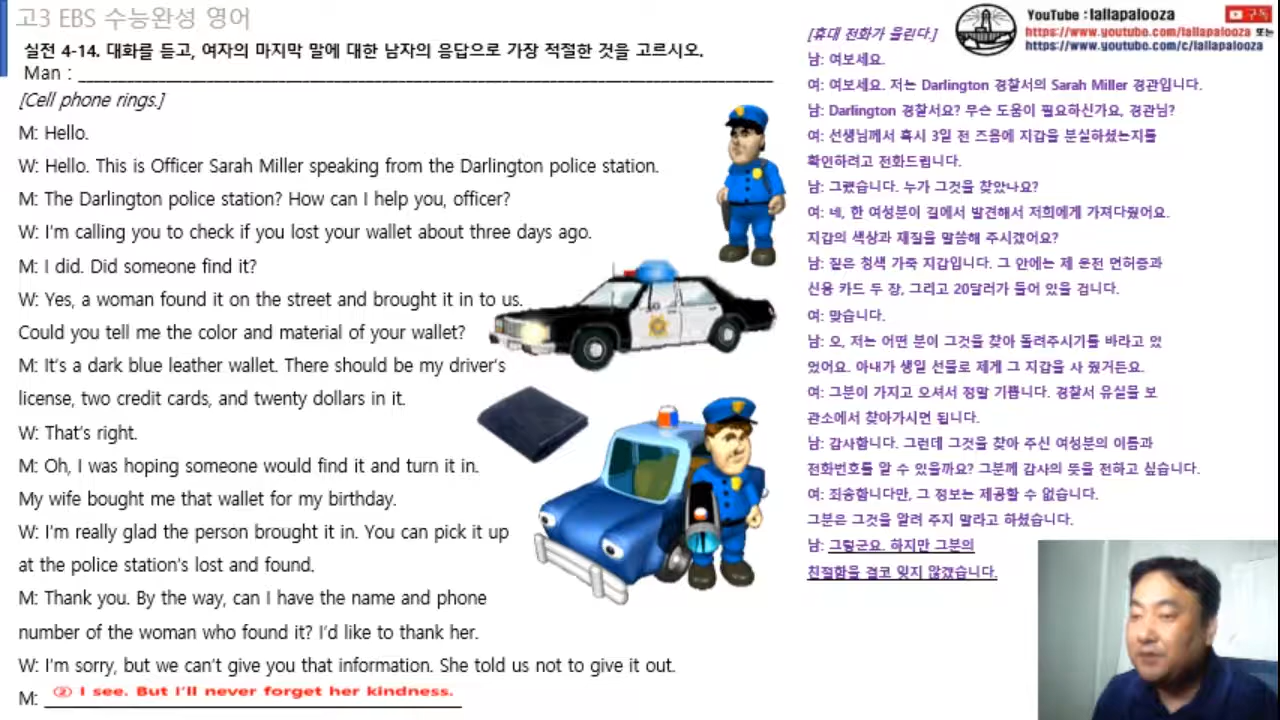 고3 EBS 수능완성 영어
실전 4-14. 대화를 듣고, 여자의 마지막 말에 대한 남자의 응답으로 가장 적절한 것을 고르시오.
Man :
[Cell phone rings.]
M: Hello.
W: Hello. This is Officer Sarah Miller speaking from the Darlington police station.
M: The Darlington police station? How can I help you, officer?
W: I'm calling you to check if you lost your wallet about three days ago.
M: I did. Did someone find it?
W: Yes, a woman found it on the street and brought it in to us.
Could you tell me the color and material of your wallet?
M: It's a dark blue leather wallet. There should be my driver's
license, two credit cards, and twenty dollars in it.
W: That's right.
M: Oh, I was hoping someone would find it and turn it in.
My wife bought me that wallet for my birthday.
W: I'm really glad the person brought it in. You can pick it up
at the police station's lost and found.
M: Thank you. By the way, can I have the name and phone
number of the woman who found it? I'd like to thank her.
W: I'm sorry, but we can't give you that information. She told us not to give it out.
M: ② I see. But I'll never forget her kindness.
[휴대 전화가 울린다.]
남: 여보세요.
여: 여보세요. 저는 Darlington 경찰서의 Sarah Miller 경관입니다.
남: Darlington 경찰서요? 무슨 도움이 필요하신가요, 경관님?
여: 선생님께서 혹시 3일 전 즈음에 지갑을 분실하셨는지를
확인하려고 전화드립니다.
남: 그랬습니다. 누가 그것을 찾았나요?
여: 네, 한 여성분이 길에서 발견해서 저희에게 가져다줬어요.
지갑의 색상과 재질을 말씀해 주시겠어요?
남: 짙은 청색 가죽 지갑입니다. 그 안에는 제 운전 면허증과
신용 카드 두 장, 그리고 20달러가 들어 있을 겁니다.
여: 맞습니다.
남: 오, 저는 어떤 분이 그것을 찾아 돌려주시기를 바라고 있
었어요. 아내가 생일 선물로 제게 그 지갑을 사 줬거든요.
여: 그분이 가지고 오셔서 정말 기쁩니다. 경찰서 유실물 보
관소에서 찾아가시면 됩니다.
남: 감사합니다. 그런데 그것을 찾아 주신 여성분의 이름과
전화번호를 알 수 있을까요? 그분께 감사의 뜻을 전하고 싶습니다.
여: 죄송합니다만, 그 정보는 제공할 수 없습니다.
그분은 그것을 알려 주지 말라고 하셨습니다.
남: 그렇군요. 하지만 그분의
친절함을 결코 잊지 않겠습니다.
YouTube : lallapalooza 구독
https://www.youtube.com/lallapalooza 또는
https://www.youtube.com/c/lallapalooza